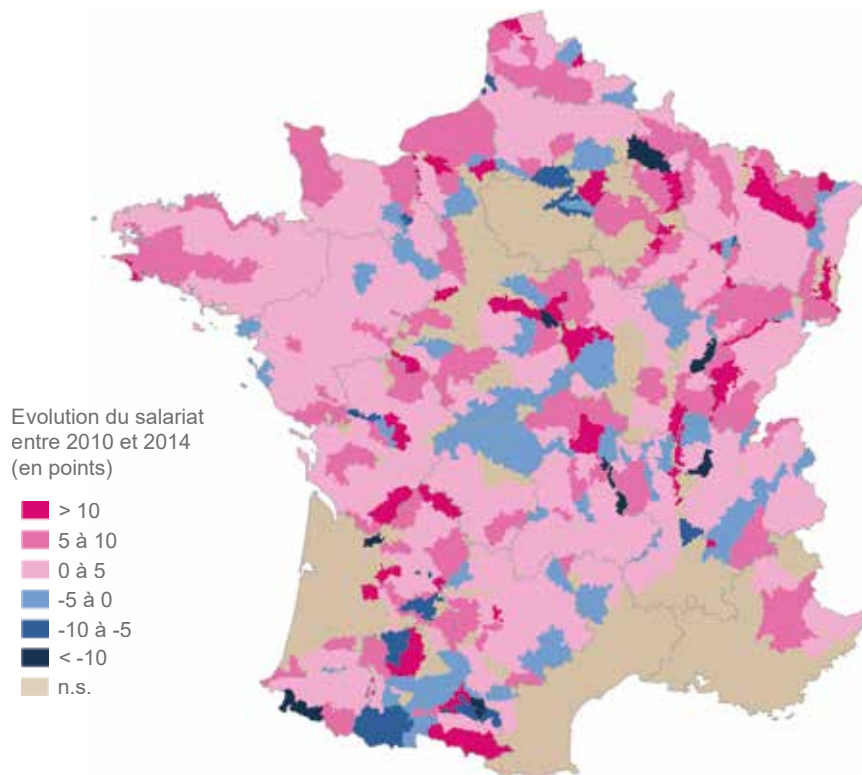 Evolution du salariat
entre 2010 et 2014
(en points)
> 10
5 à 10
0 à 5
-5 à 0
-10 à -5
< -10
n.s.